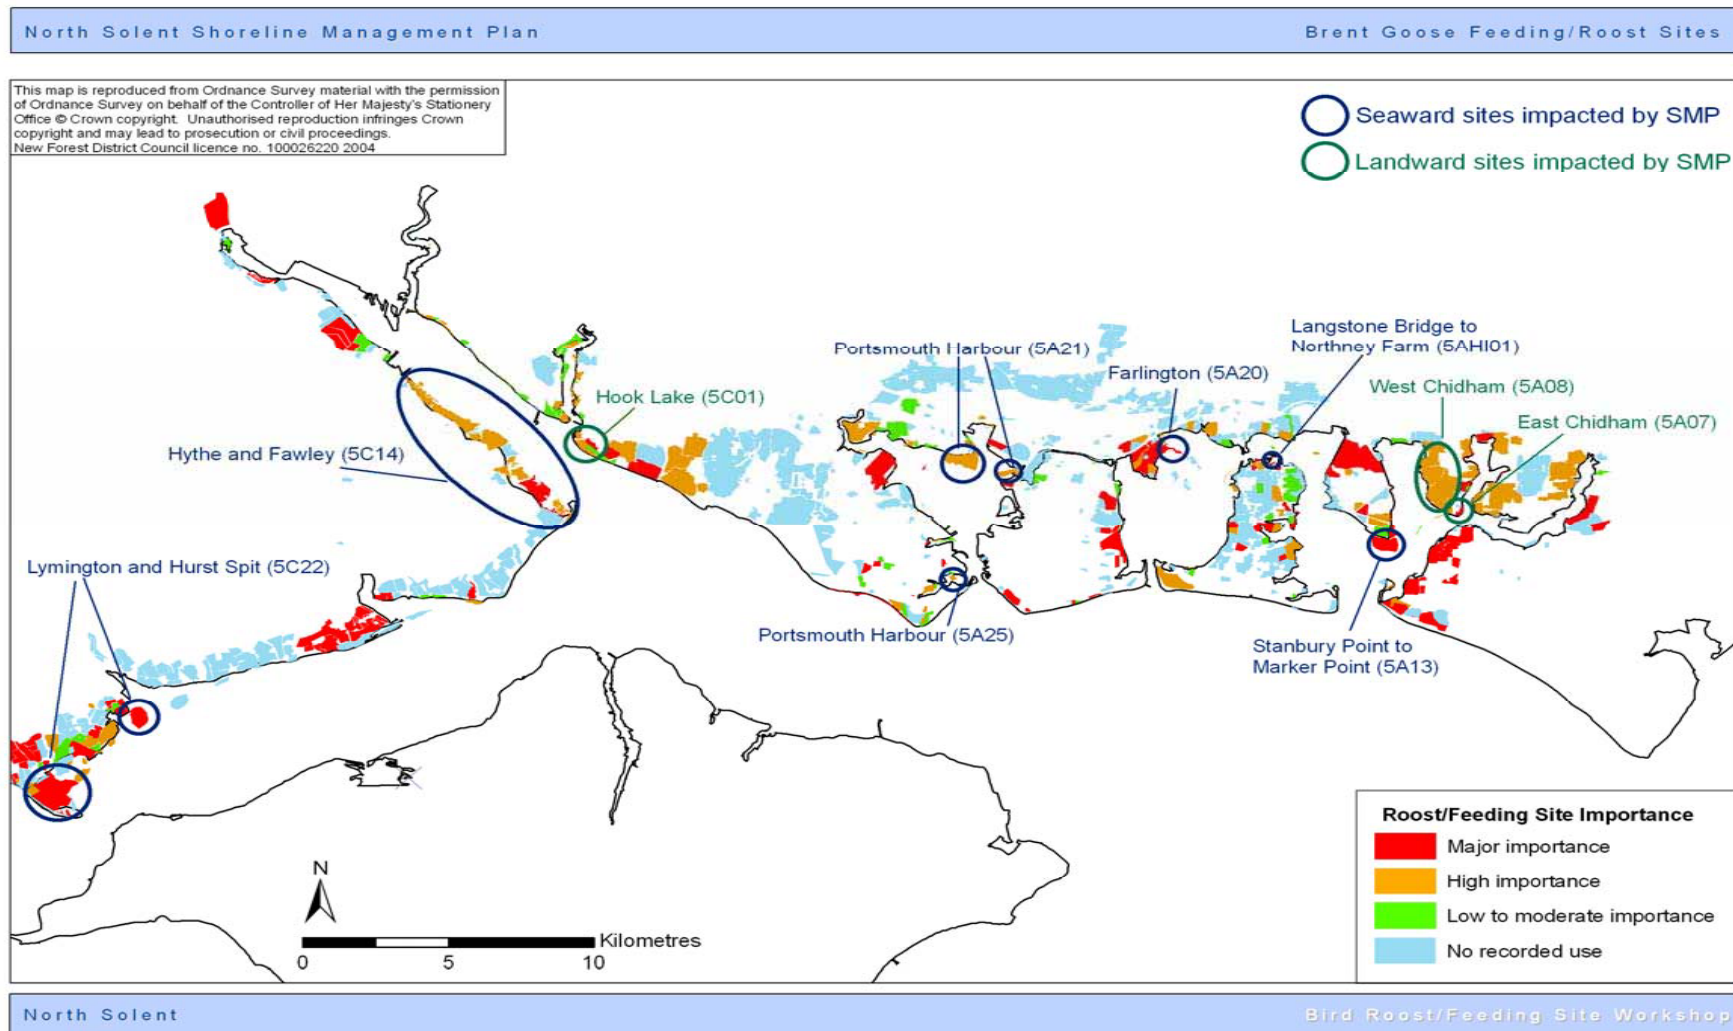 North Solent Shoreline Management Plan
Brent Goose Feeding/Roost Sites
This map is reproduced from Ordnance Survey material with the permission
of Ordnance Survey on behalf of the Controller of Her Majesty's Stationery
Office © Crown copyright. Unauthorised reproduction infringes Crown
copyright and may lead to prosecution or civil proceedings.
New Forest District Council licence no. 100026220 2004
Seaward sites impacted by SMP
Landward sites impacted by SMP
Langstone Bridge to
Northney Farm (5AHI01)
Portsmouth Harbour (5A21)
Farlington (5A20)
West Chidham (5A08)
Hook Lake (5C01)
East Chidham (5A07)
Hythe and Fawley (5C14)
Lymington and Hurst Spit (5C22)
Portsmouth Harbour (5A25)
Stanbury Point to
Marker Point (5A13)
Roost/Feeding Site Importance
Major importance
High importance
Low to moderate importance
No recorded use
N
Kilometres
0 5 10
North Solent
Bird Roost/Feeding Site Workshop